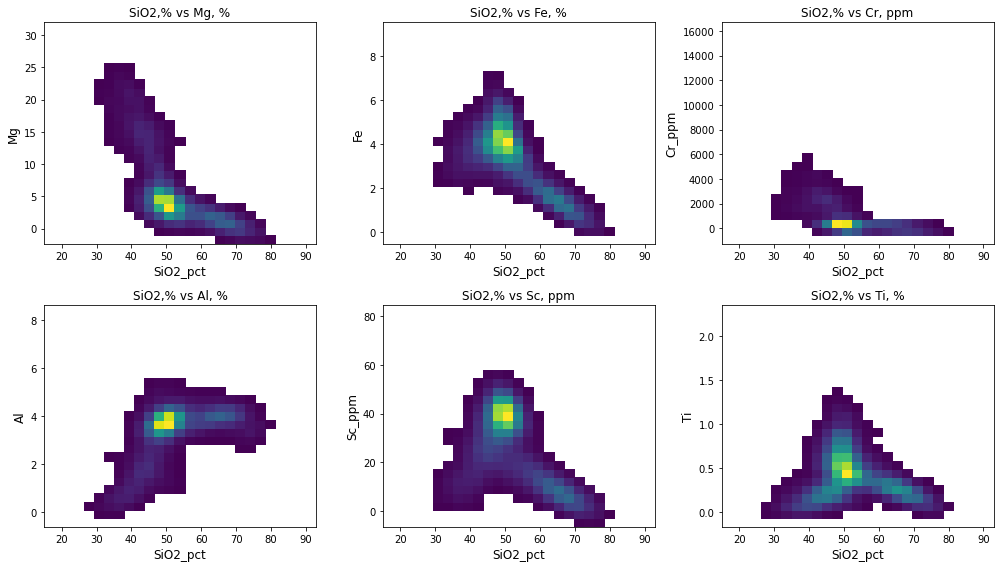 SiO2,% vs Mg, %
SiO2,% vs Fe, %
SiO2,% vs Cr, ppm
30
25
20
15
10
5
0
Mg
20 30 40 50 60 70 80 90
SiO2_pct
8
6
4
2
0
Fe
20 30 40 50 60 70 80 90
SiO2_pct
16000
14000
12000
10000
8000
6000
4000
2000
0
Cr_ppm
20 30 40 50 60 70 80 90
SiO2_pct
SiO2,% vs Al, %
SiO2,% vs Sc, ppm
SiO2,% vs Ti, %
8
6
4
2
0
Al
20 30 40 50 60 70 80 90
SiO2_pct
80
60
40
20
0
Sc_ppm
20 30 40 50 60 70 80 90
SiO2_pct
2.0
1.5
1.0
0.5
0.0
Ti
20 30 40 50 60 70 80 90
SiO2_pct